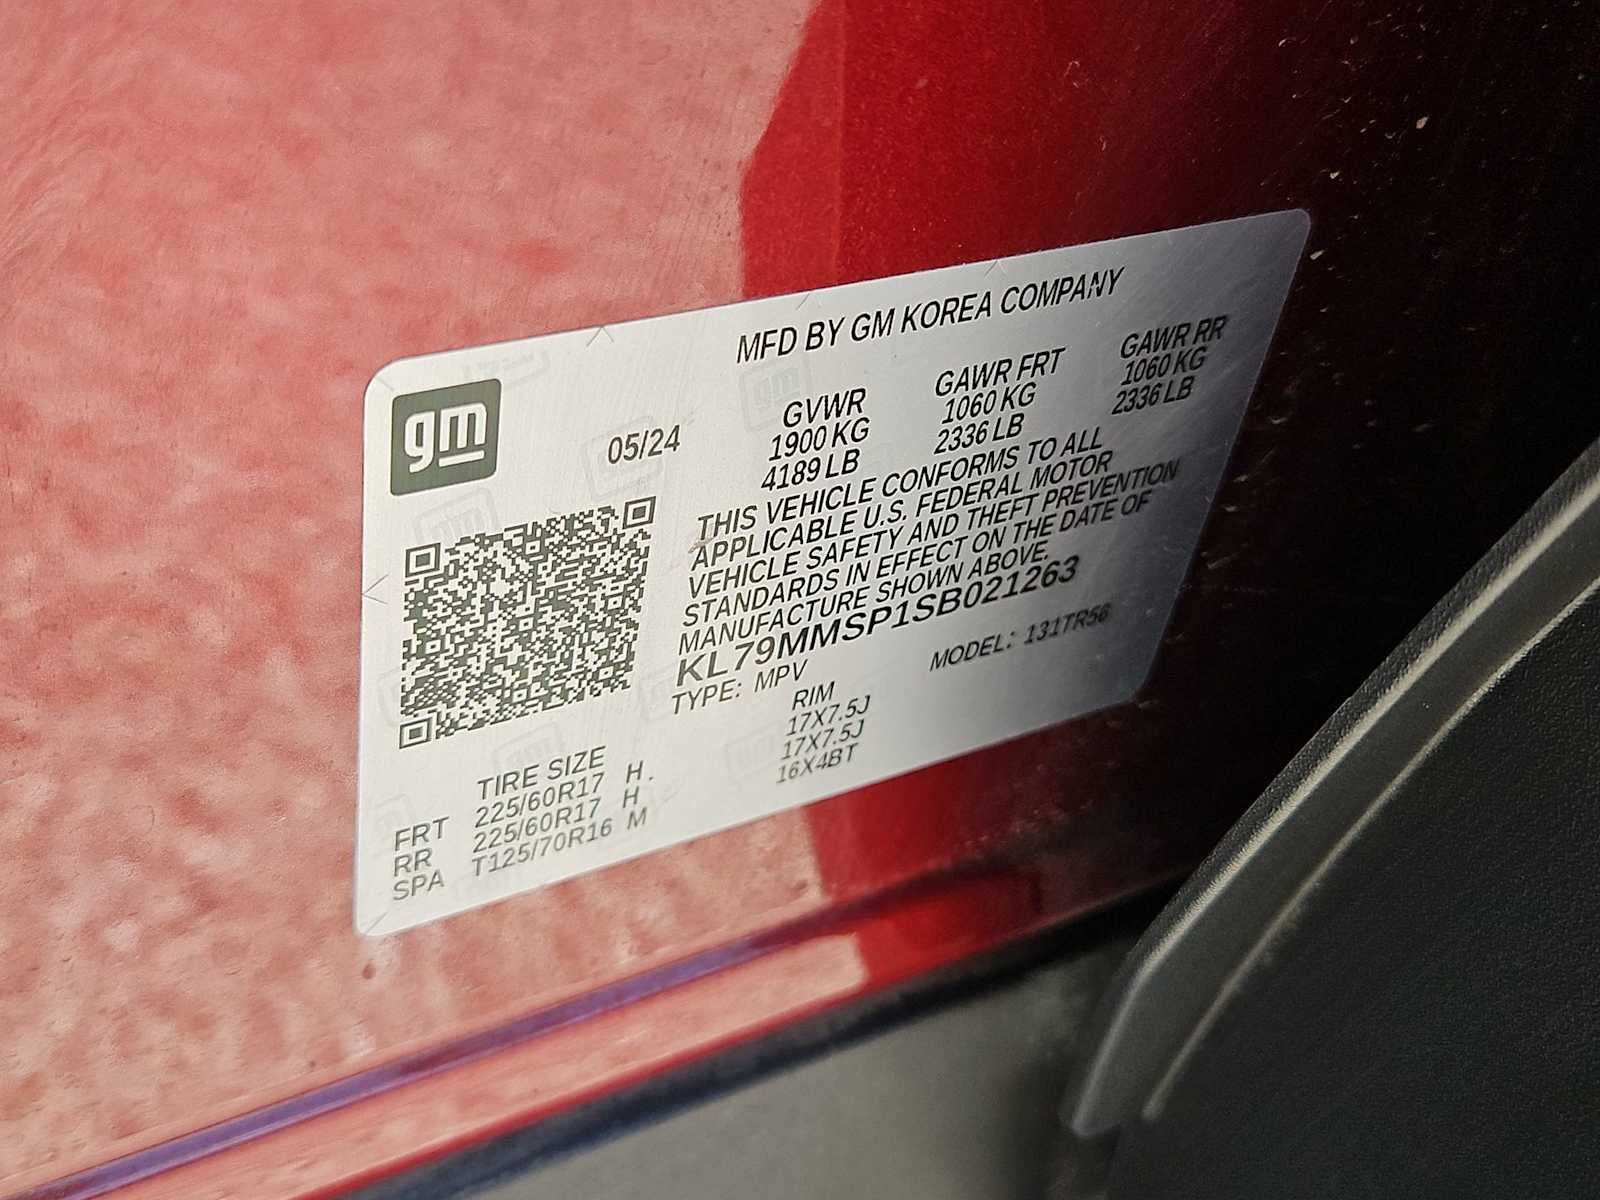 MFD BY GM KOREA COMPANY
gm
05/24
GVWR
1900 KG
4189 LB
GAWR FRT
1060 KG
2336 LB
GAWR RR
1060 KG
2336 LB
THIS VEHICLE CONFORMS TO ALL
APPLICABLE U.S. FEDERAL MOTOR
VEHICLE SAFETY AND THEFT PREVENTION
STANDARDS IN EFFECT ON THE DATE OF
MANUFACTURE SHOWN ABOVE.
KL79MMSP1SB021263
TYPE: MPV MODEL: 131TR56
TIRE SIZE RIM
FRT 225/60R17 H. 17X7.5J
RR 225/60R17 H 17X7.5J
SPA T125/70R16 M 16X4BT